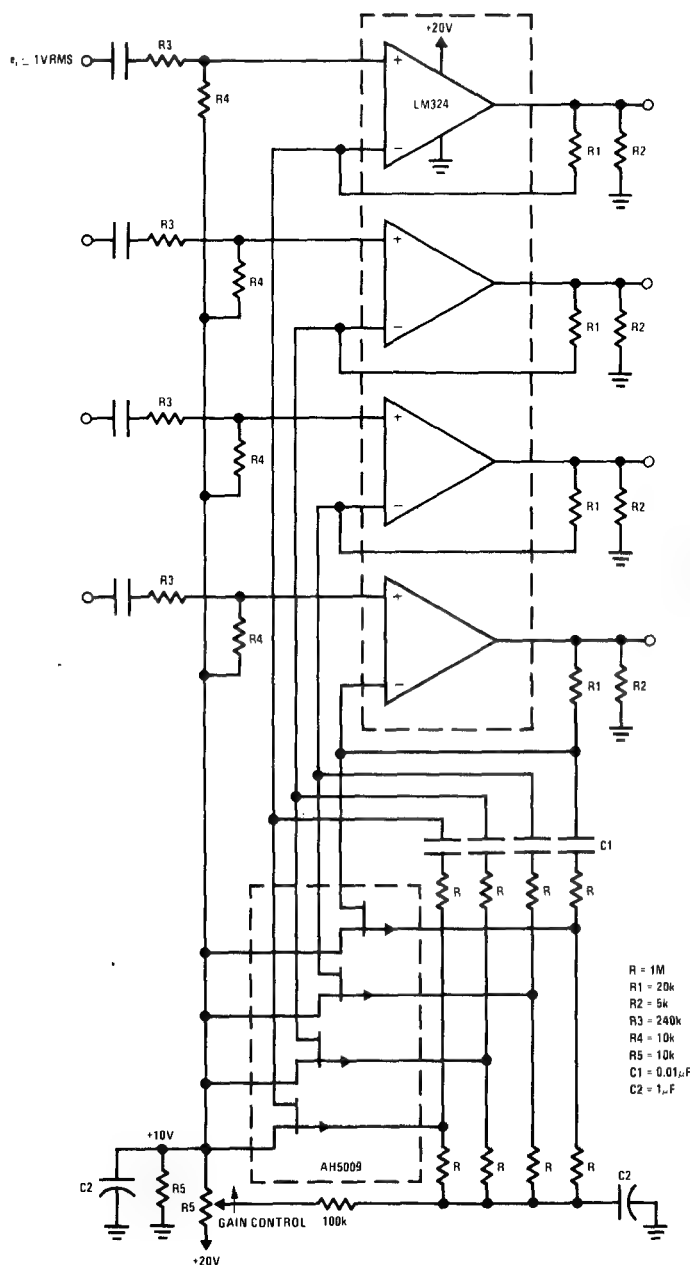 +20V
eᵢ ≅ 1V RMS
R3
R4
+
LM324
−
R1
R2
R3
R4
+
−
R1
R2
R3
R4
+
−
R1
R2
R3
R4
+
−
R1
R2
C1
R
R
R
R
R = 1M
R1 = 20k
R2 = 5k
R3 = 240k
R4 = 10k
R5 = 10k
C1 = 0.01µF
C2 = 1µF
+10V
AH5009
R
R
R
R
C2
R5
R5
GAIN CONTROL
100k
C2
+20V